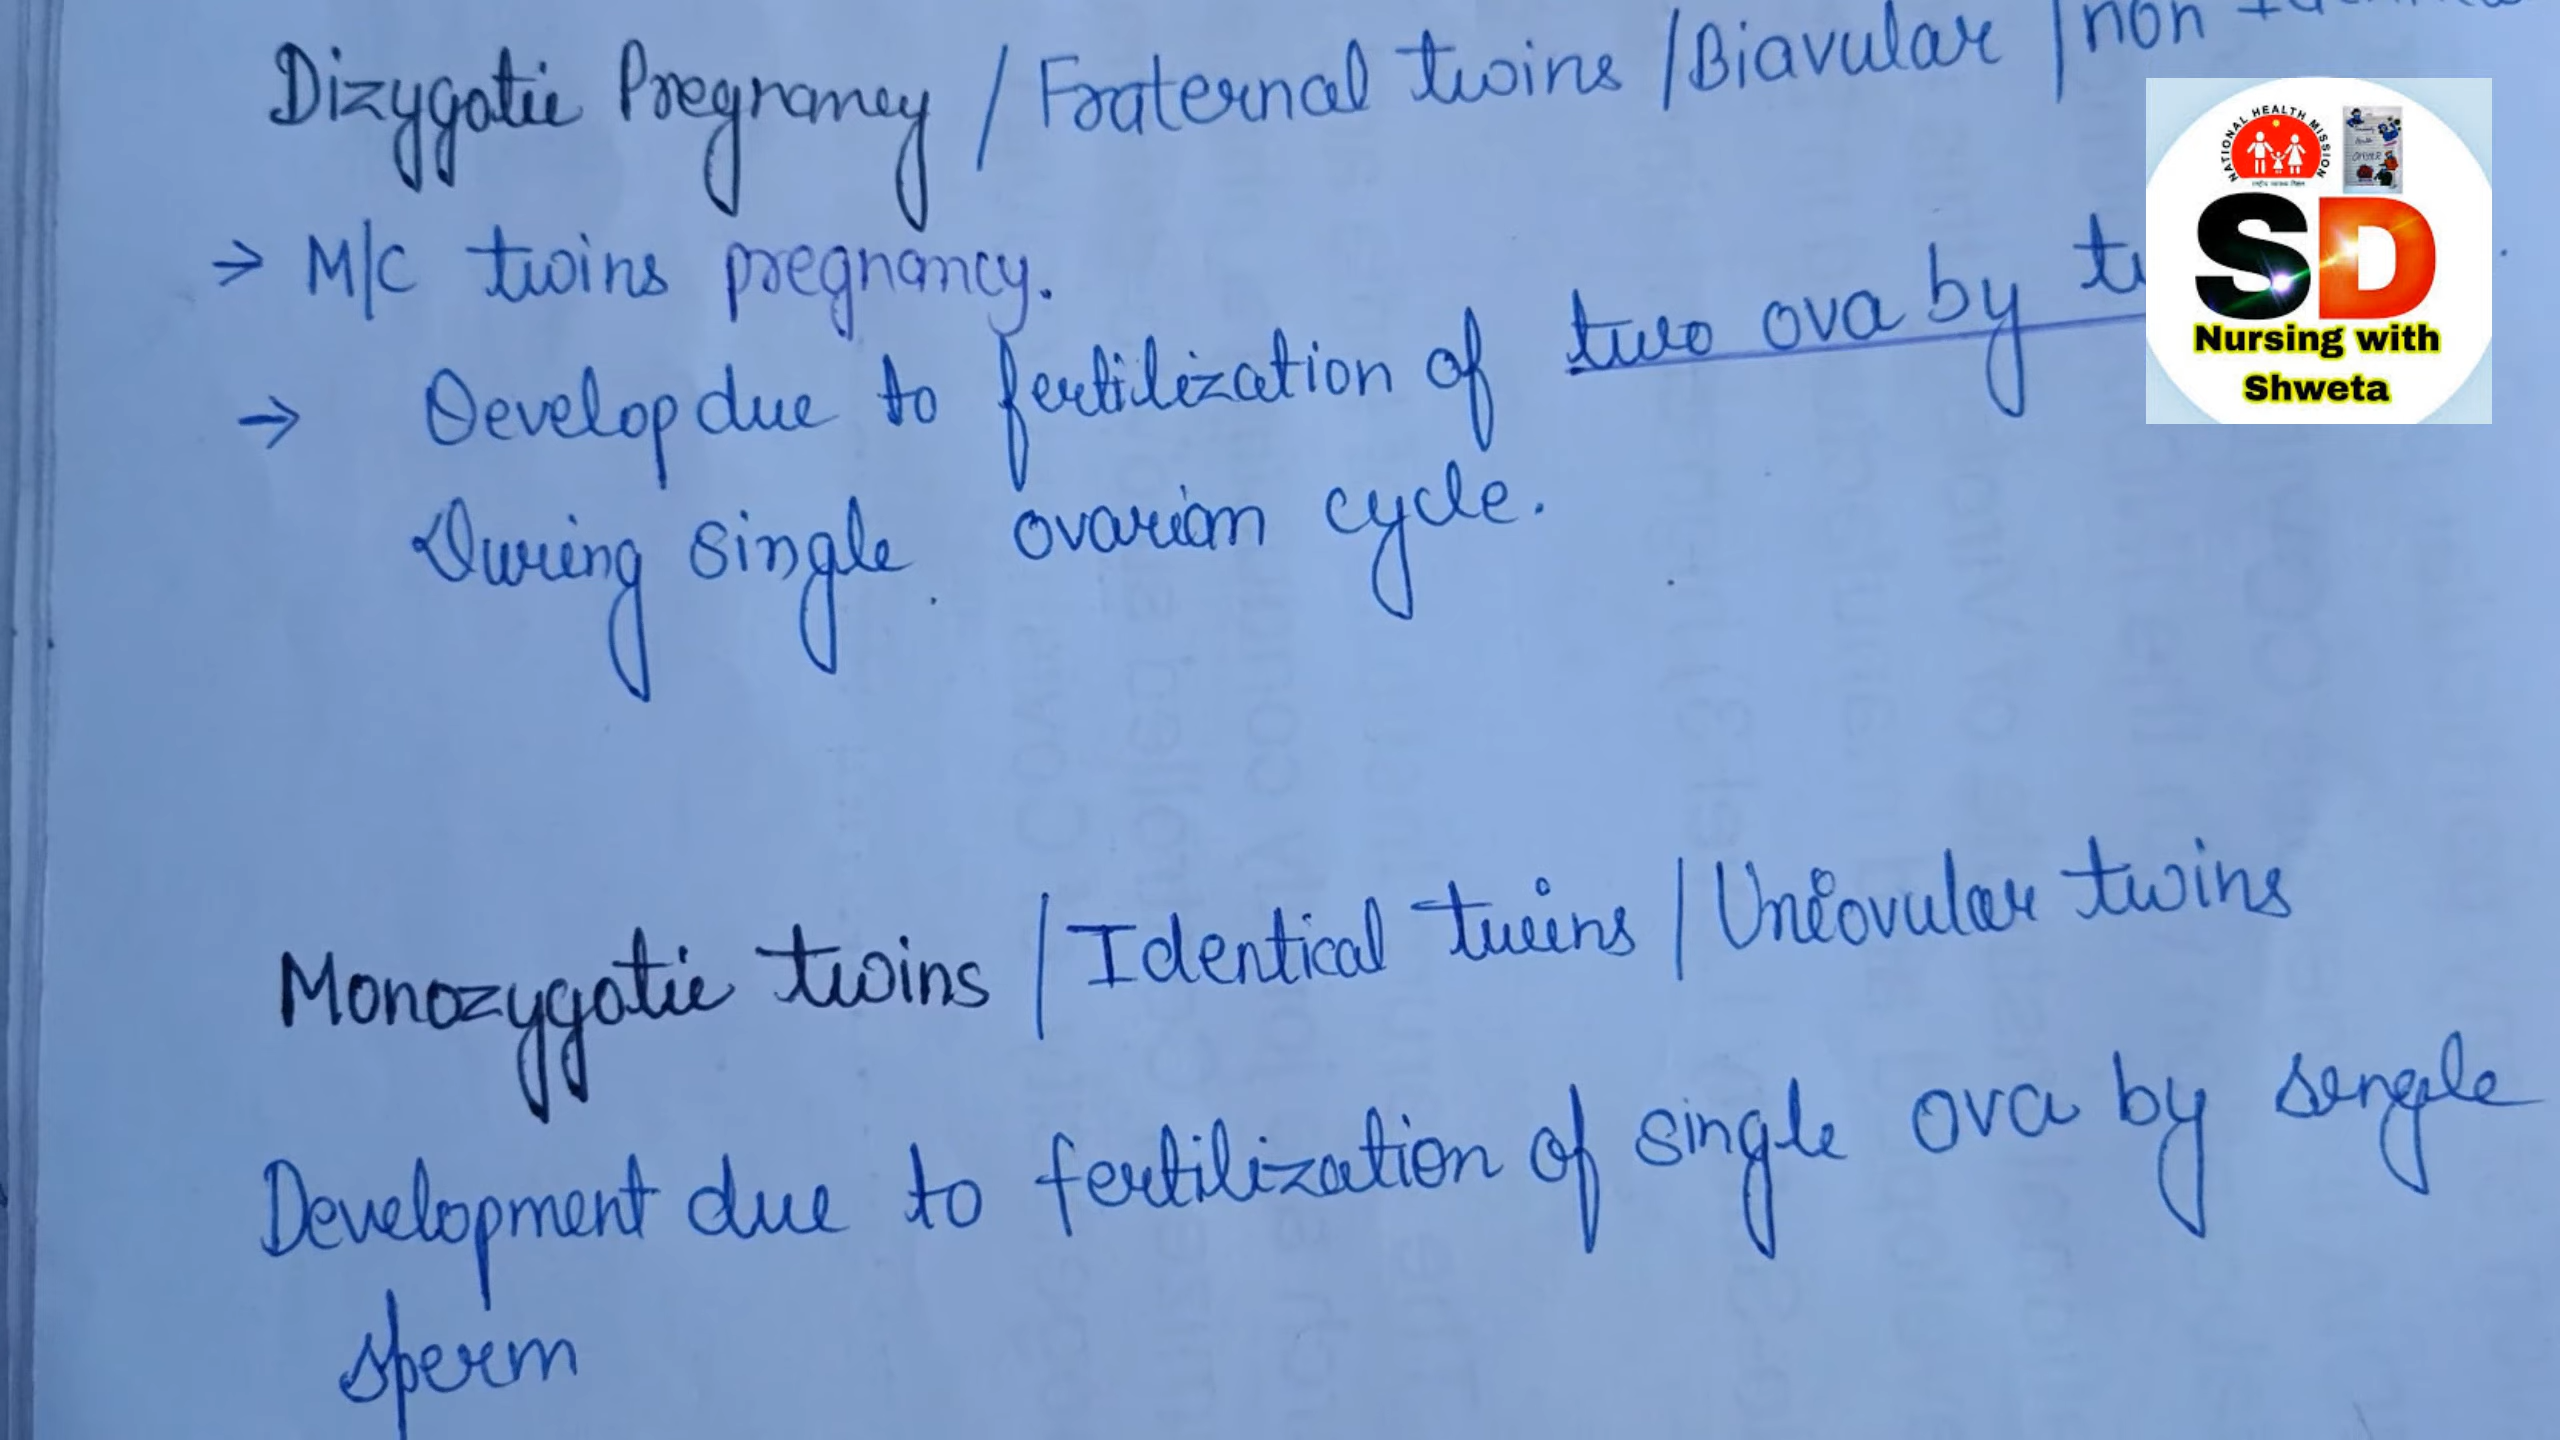 Dizygotic Pregnancy / Fraternal twins / Biavular / non
NATIONAL HEALTH MISSION
SD
Nursing with
Shweta
→ M/C twins pregnancy.
→ Develop due to fertilization of two ova by
During single ovarian cycle.
Monozygotic twins / Identical twins / Uniovular twins
Development due to fertilization of single ova by single
sperm